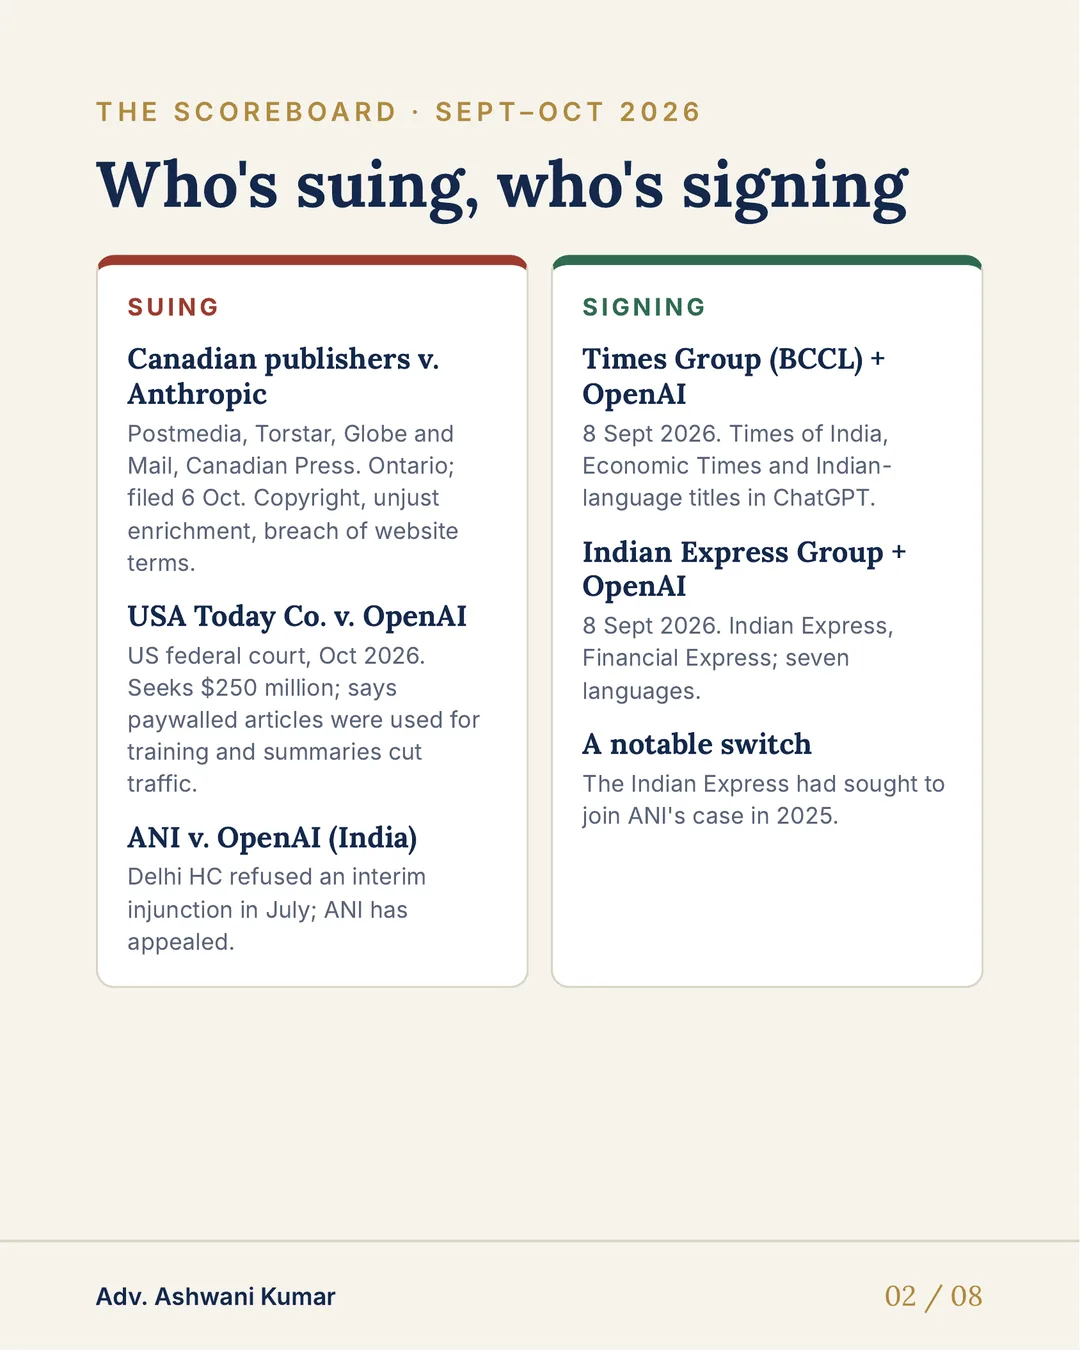 THE SCOREBOARD · SEPT–OCT 2026
Who's suing, who's signing
SUING
Canadian publishers v.
Anthropic
Postmedia, Torstar, Globe and
Mail, Canadian Press. Ontario;
filed 6 Oct. Copyright, unjust
enrichment, breach of website
terms.
USA Today Co. v. OpenAI
US federal court, Oct 2026.
Seeks $250 million; says
paywalled articles were used for
training and summaries cut
traffic.
ANI v. OpenAI (India)
Delhi HC refused an interim
injunction in July; ANI has
appealed.
SIGNING
Times Group (BCCL) +
OpenAI
8 Sept 2026. Times of India,
Economic Times and Indian-
language titles in ChatGPT.
Indian Express Group +
OpenAI
8 Sept 2026. Indian Express,
Financial Express; seven
languages.
A notable switch
The Indian Express had sought to
join ANI's case in 2025.
Adv. Ashwani Kumar
02 / 08